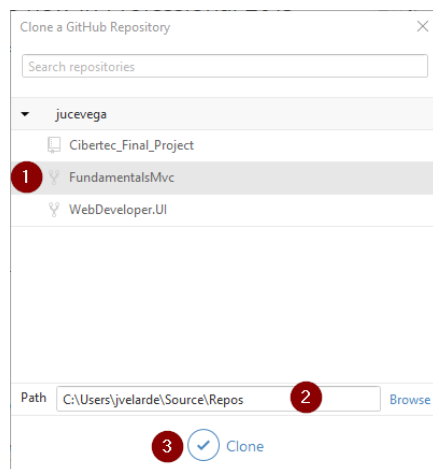 Clone a GitHub Repository
Search repositories
jucevega
Cibertec_Final_Project
1 FundamentalsMvc
WebDeveloper.UI
Path C:\Users\jvelarde\Source\Repos 2 Browse
3 Clone